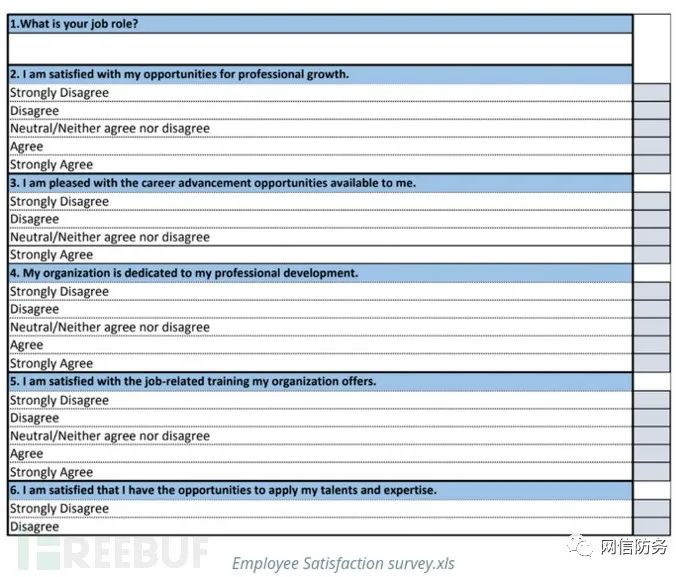 1.What is your job role?
2. I am satisfied with my opportunities for professional growth.
Strongly Disagree
Disagree
Neutral/Neither agree nor disagree
Agree
Strongly Agree
3. I am pleased with the career advancement opportunities available to me.
Strongly Disagree
Disagree
Neutral/Neither agree nor disagree
Strongly Agree
4. My organization is dedicated to my professional development.
Strongly Disagree
Disagree
Neutral/Neither agree nor disagree
Agree
Strongly Agree
5. I am satisfied with the job-related training my organization offers.
Strongly Disagree
Disagree
Neutral/Neither agree nor disagree
Agree
Strongly Agree
6. I am satisfied that I have the opportunities to apply my talents and expertise.
Strongly Disagree
Disagree
网信防务
FREEBUF
Employee Satisfaction survey.xls